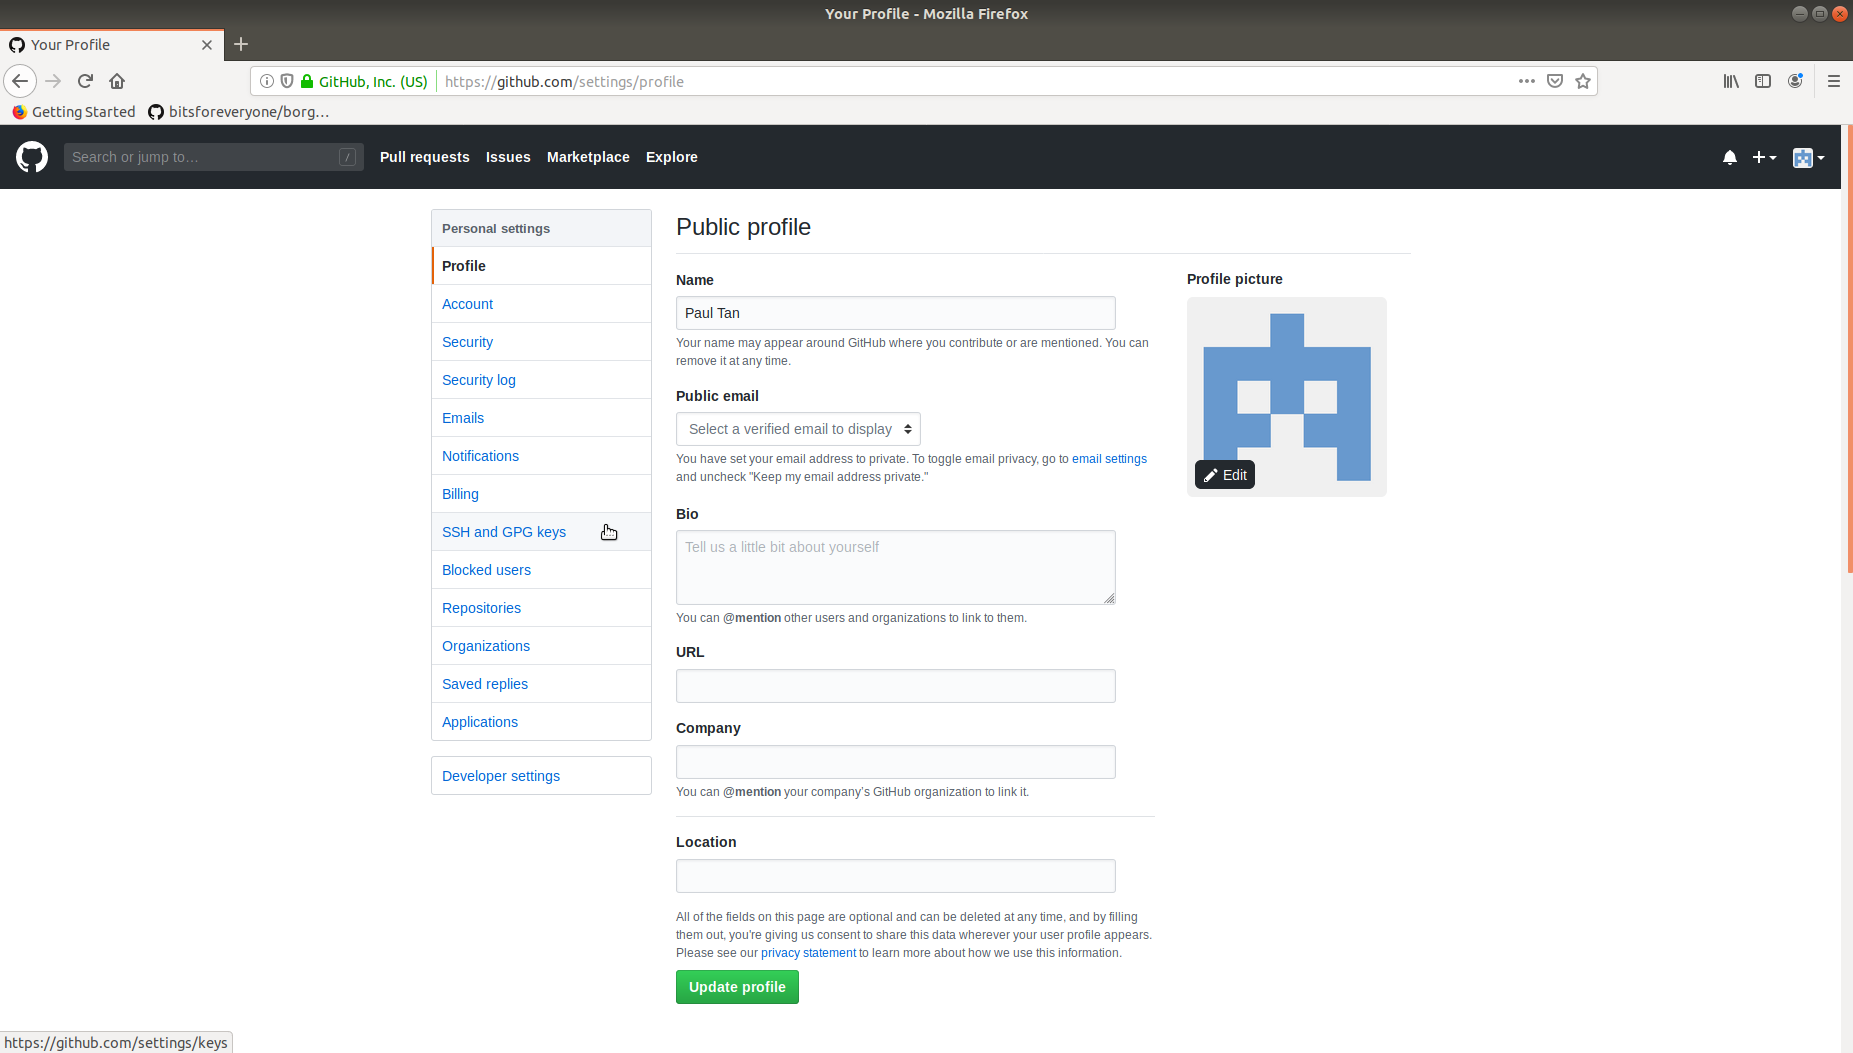 Your Profile - Mozilla Firefox
Your Profile
GitHub, Inc. (US) https://github.com/settings/profile
Getting Started bitsforeveryone/borg…
Search or jump to… / Pull requests Issues Marketplace Explore
Personal settings
Profile
Account
Security
Security log
Emails
Notifications
Billing
SSH and GPG keys
Blocked users
Repositories
Organizations
Saved replies
Applications
Developer settings
Public profile
Name
Paul Tan
Your name may appear around GitHub where you contribute or are mentioned. You can
remove it at any time.
Public email
Select a verified email to display
You have set your email address to private. To toggle email privacy, go to email settings
and uncheck "Keep my email address private."
Bio
Tell us a little bit about yourself
You can @mention other users and organizations to link to them.
URL
Company
You can @mention your company's GitHub organization to link it.
Location
All of the fields on this page are optional and can be deleted at any time, and by filling
them out, you're giving us consent to share this data wherever your user profile appears.
Please see our privacy statement to learn more about how we use this information.
Update profile
Profile picture
Edit
https://github.com/settings/keys